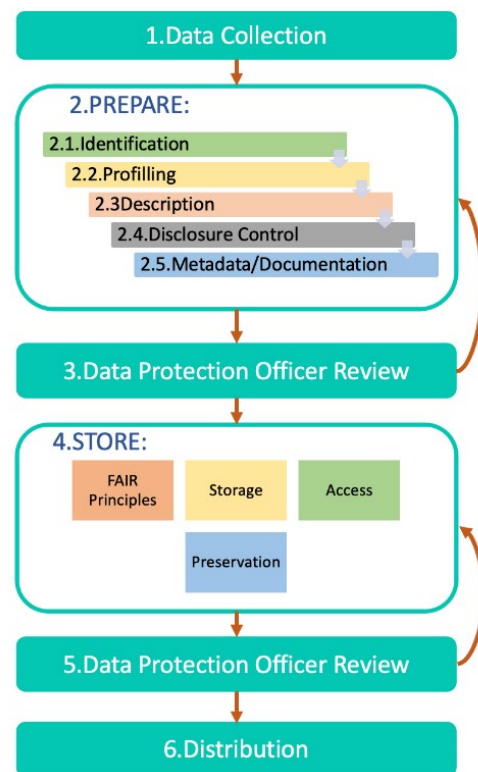 1.Data Collection
2.PREPARE:
2.1.Identification
2.2.Profilling
2.3Description
2.4.Disclosure Control
2.5.Metadata/Documentation
3.Data Protection Officer Review
4.STORE:
FAIR
Principles
Storage
Access
Preservation
5.Data Protection Officer Review
6.Distribution